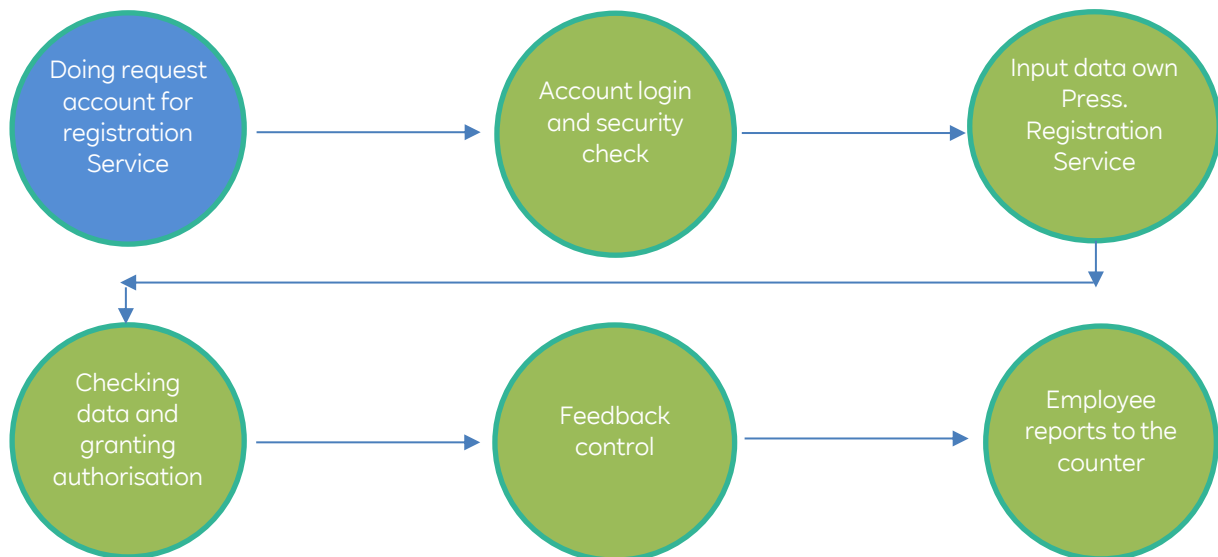 Doing request
account for
registration
Service
Account login
and security
check
Input data own
Press.
Registration
Service
Checking
data and
granting
authorisation
Feedback
control
Employee
reports to the
counter